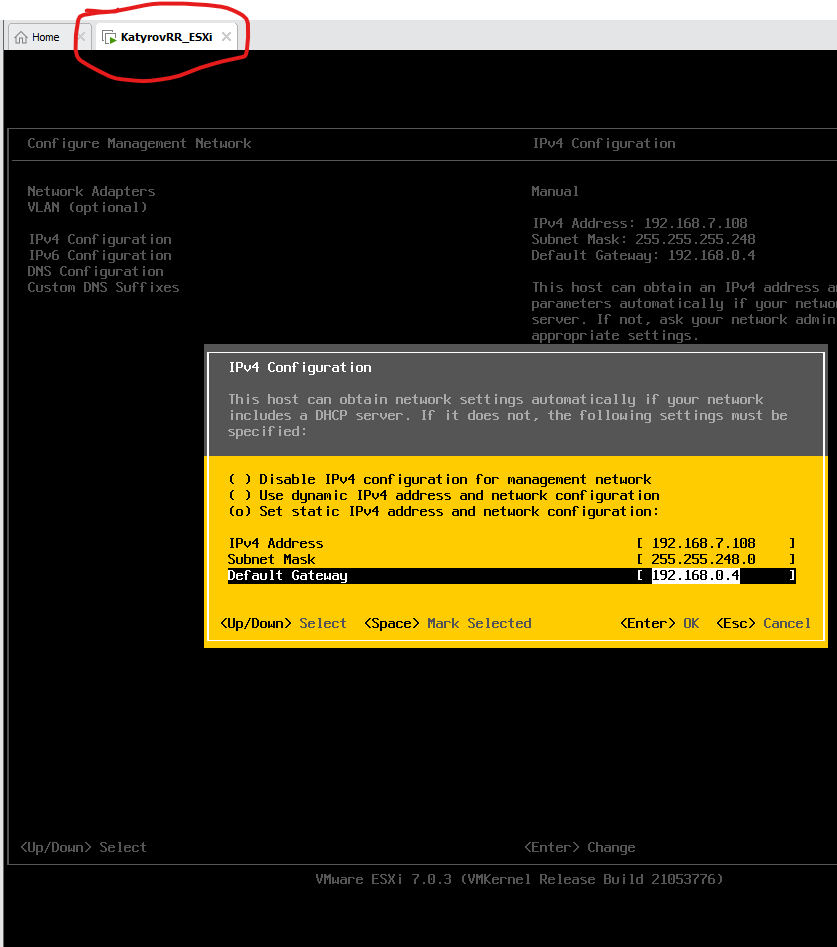 Home
KatyrovRR_ESXi
Configure Management Network
IPv4 Configuration
Network Adapters
VLAN (optional)
IPv4 Configuration
IPv6 Configuration
DNS Configuration
Custom DNS Suffixes
Manual
IPv4 Address: 192.168.7.108
Subnet Mask: 255.255.255.248
Default Gateway: 192.168.0.4
This host can obtain an IPv4 address
parameters automatically if your
server. If not, ask your network
appropriate settings.
IPv4 Configuration
This host can obtain network settings automatically if your network
includes a DHCP server. If it does not, the following settings must be
specified:
( ) Disable IPv4 configuration for management network
( ) Use dynamic IPv4 address and network configuration
(o) Set static IPv4 address and network configuration:
IPv4 Address [ 192.168.7.108 ]
Subnet Mask [ 255.255.248.0 ]
Default Gateway [ 192.168.0.4 ]
<Up/Down> Select <Space> Mark Selected <Enter> OK <Esc> Cancel
<Up/Down> Select
<Enter> Change
VMware ESXi 7.0.3 (VMKernel Release Build 21053776)